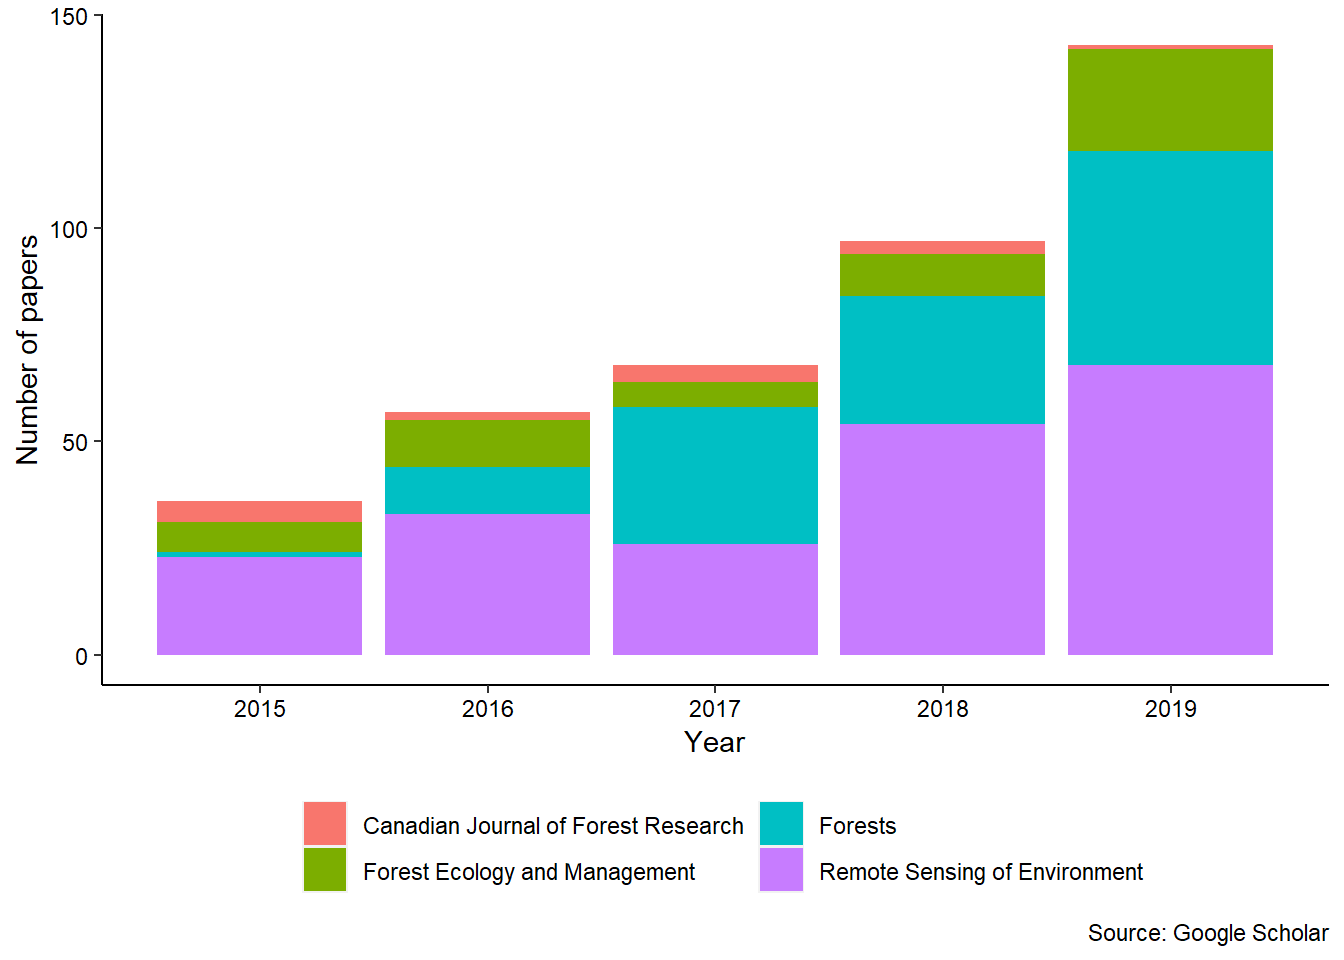 150
100
50
0
Number of papers
2015 2016 2017 2018 2019
Year
Canadian Journal of Forest Research Forests
Forest Ecology and Management Remote Sensing of Environment
Source: Google Scholar